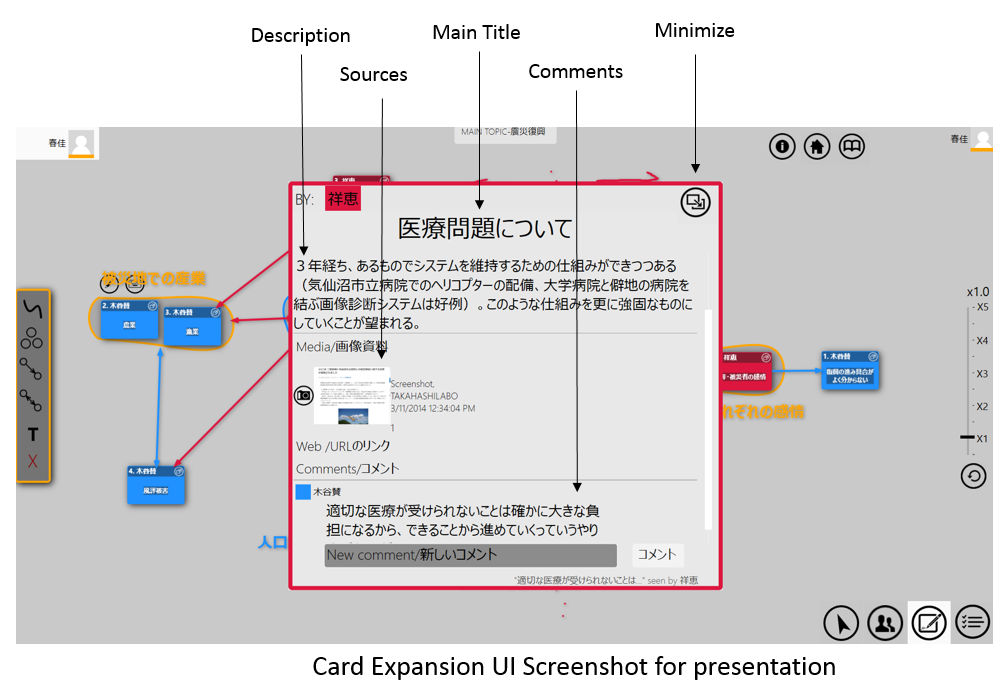 Description
Main Title
Minimize
Sources
Comments
春佳
MAIN TOPIC-震災復興
春佳
BY: 祥恵
医療問題について
３年経ち、あるものでシステムを維持するための仕組みができつつある
（気仙沼市立病院でのヘリコプターの配備、大学病院と僻地の病院を
結ぶ画像診断システムは好例）。このような仕組みを更に強固なものに
していくことが望まれる。
Media/画像資料
Screenshot,
TAKAHASHILABO
3/11/2014 12:34:04 PM
1
Web /URLのリンク
Comments/コメント
木谷賛
適切な医療が受けられないことは確かに大きな負
担になるから、できることから進めていくっていうやり
New comment/新しいコメント
コメント
"適切な医療が受けられないことは..." seen by 祥恵
被災地での産業
2. 木谷賛
農業
3. 木谷賛
漁業
4. 木谷賛
風評被害
人口
3. 祥恵
祥恵
・被災者の感情
れぞれの感情
1. 木谷賛
復興の進み具合が
よく分からない
T
X
x1.0
X5
X4
X3
X2
X1
Card Expansion UI Screenshot for presentation